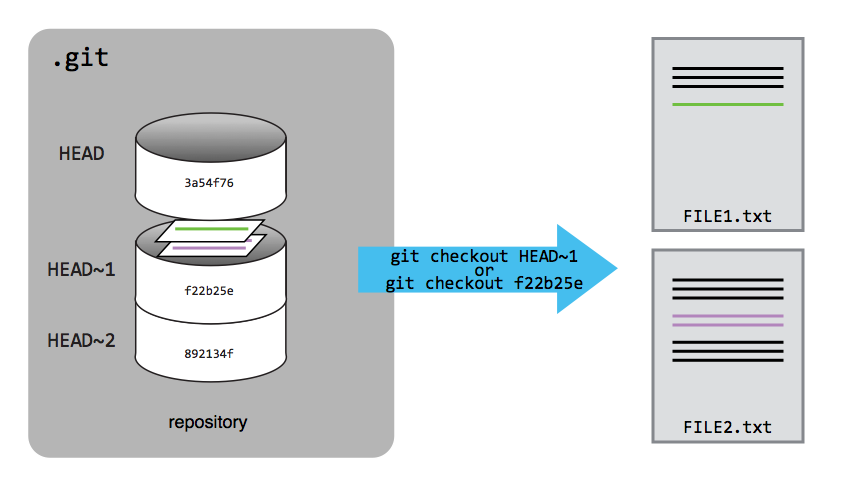 .git
HEAD
3a54f76
HEAD~1
f22b25e
HEAD~2
892134f
repository
git checkout HEAD~1
or
git checkout f22b25e
FILE1.txt
FILE2.txt